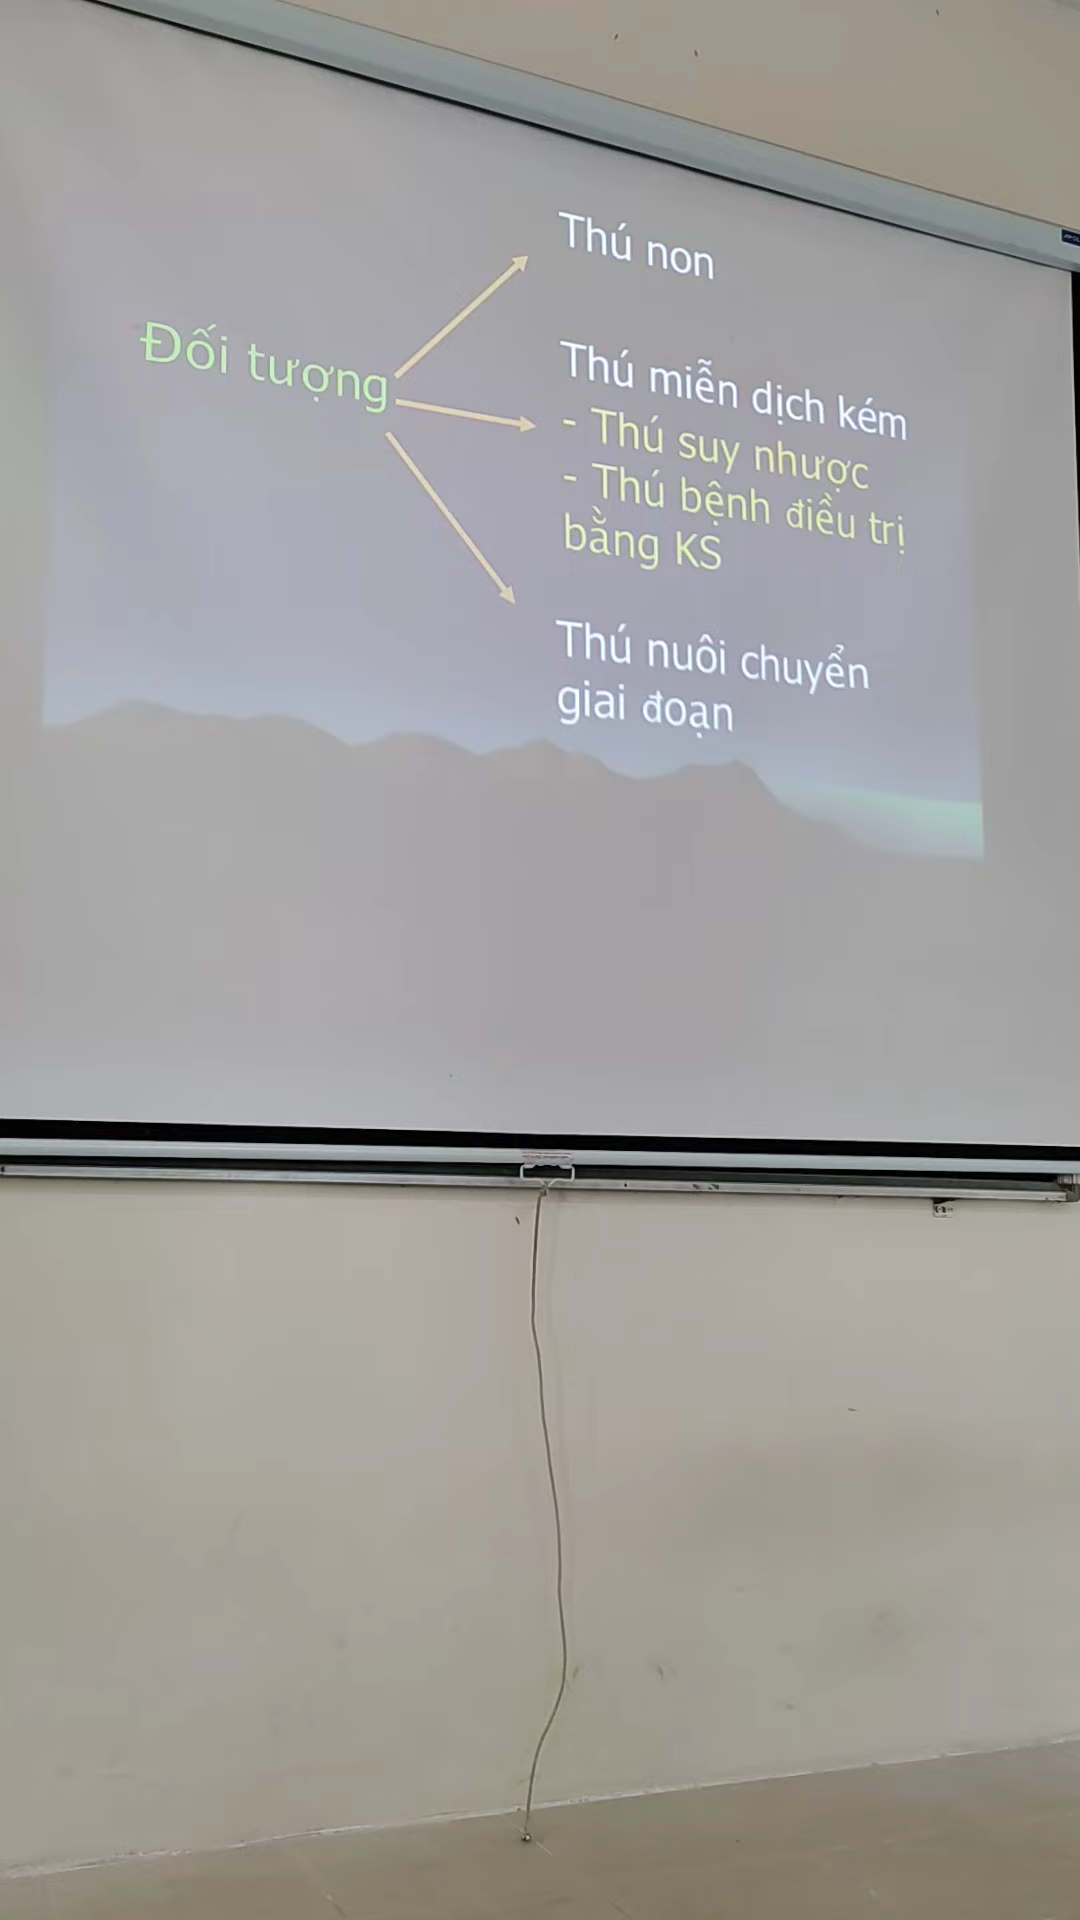 Đối tượng
Thú non
Thú miễn dịch kém
- Thú suy nhược
- Thú bệnh điều trị
bằng KS
Thú nuôi chuyển
giai đoạn